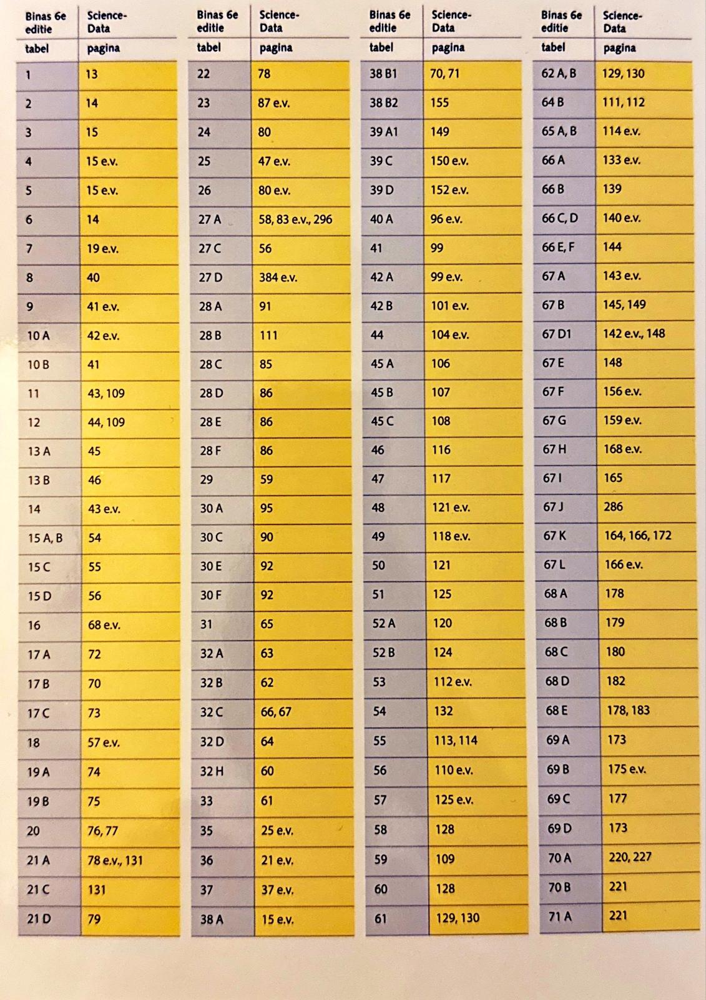 Binas 6e editie Science-Data Binas 6e editie Science-Data Binas 6e editie Science-Data Binas 6e editie Science-Data
tabel pagina tabel pagina tabel pagina tabel pagina
1 13 22 78 38 B1 70, 71 62 A, B 129, 130
2 14 23 87 e.v. 38 B2 155 64 B 111, 112
3 15 24 80 39 A1 149 65 A, B 114 e.v.
4 15 e.v. 25 47 e.v. 39 C 150 e.v. 66 A 133 e.v.
5 15 e.v. 26 80 e.v. 39 D 152 e.v. 66 B 139
6 14 27 A 58, 83 e.v., 296 40 A 96 e.v. 66 C, D 140 e.v.
7 19 e.v. 27 C 56 41 99 66 E, F 144
8 40 27 D 384 e.v. 42 A 99 e.v. 67 A 143 e.v.
9 41 e.v. 28 A 91 42 B 101 e.v. 67 B 145, 149
10 A 42 e.v. 28 B 111 44 104 e.v. 67 D1 142 e.v., 148
10 B 41 28 C 85 45 A 106 67 E 148
11 43, 109 28 D 86 45 B 107 67 F 156 e.v.
12 44, 109 28 E 86 45 C 108 67 G 159 e.v.
13 A 45 28 F 86 46 116 67 H 168 e.v.
13 B 46 29 59 47 117 67 I 165
14 43 e.v. 30 A 95 48 121 e.v. 67 J 286
15 A, B 54 30 C 90 49 118 e.v. 67 K 164, 166, 172
15 C 55 30 E 92 50 121 67 L 166 e.v.
15 D 56 30 F 92 51 125 68 A 178
16 68 e.v. 31 65 52 A 120 68 B 179
17 A 72 32 A 63 52 B 124 68 C 180
17 B 70 32 B 62 53 112 e.v. 68 D 182
17 C 73 32 C 66, 67 54 132 68 E 178, 183
18 57 e.v. 32 D 64 55 113, 114 69 A 173
19 A 74 32 H 60 56 110 e.v. 69 B 175 e.v.
19 B 75 33 61 57 125 e.v. 69 C 177
20 76, 77 35 25 e.v. 58 128 69 D 173
21 A 78 e.v., 131 36 21 e.v. 59 109 70 A 220, 227
21 C 131 37 37 e.v. 60 128 70 B 221
21 D 79 38 A 15 e.v. 61 129, 130 71 A 221